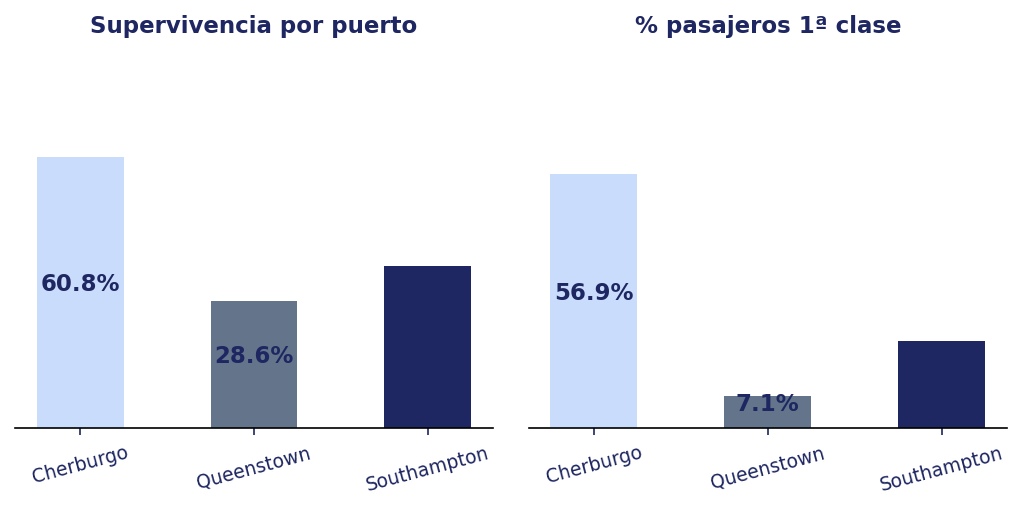 Supervivencia por puerto
60.8%
28.6%
Cherburgo
Queenstown
Southampton
% pasajeros 1ª clase
56.9%
7.1%
Cherburgo
Queenstown
Southampton